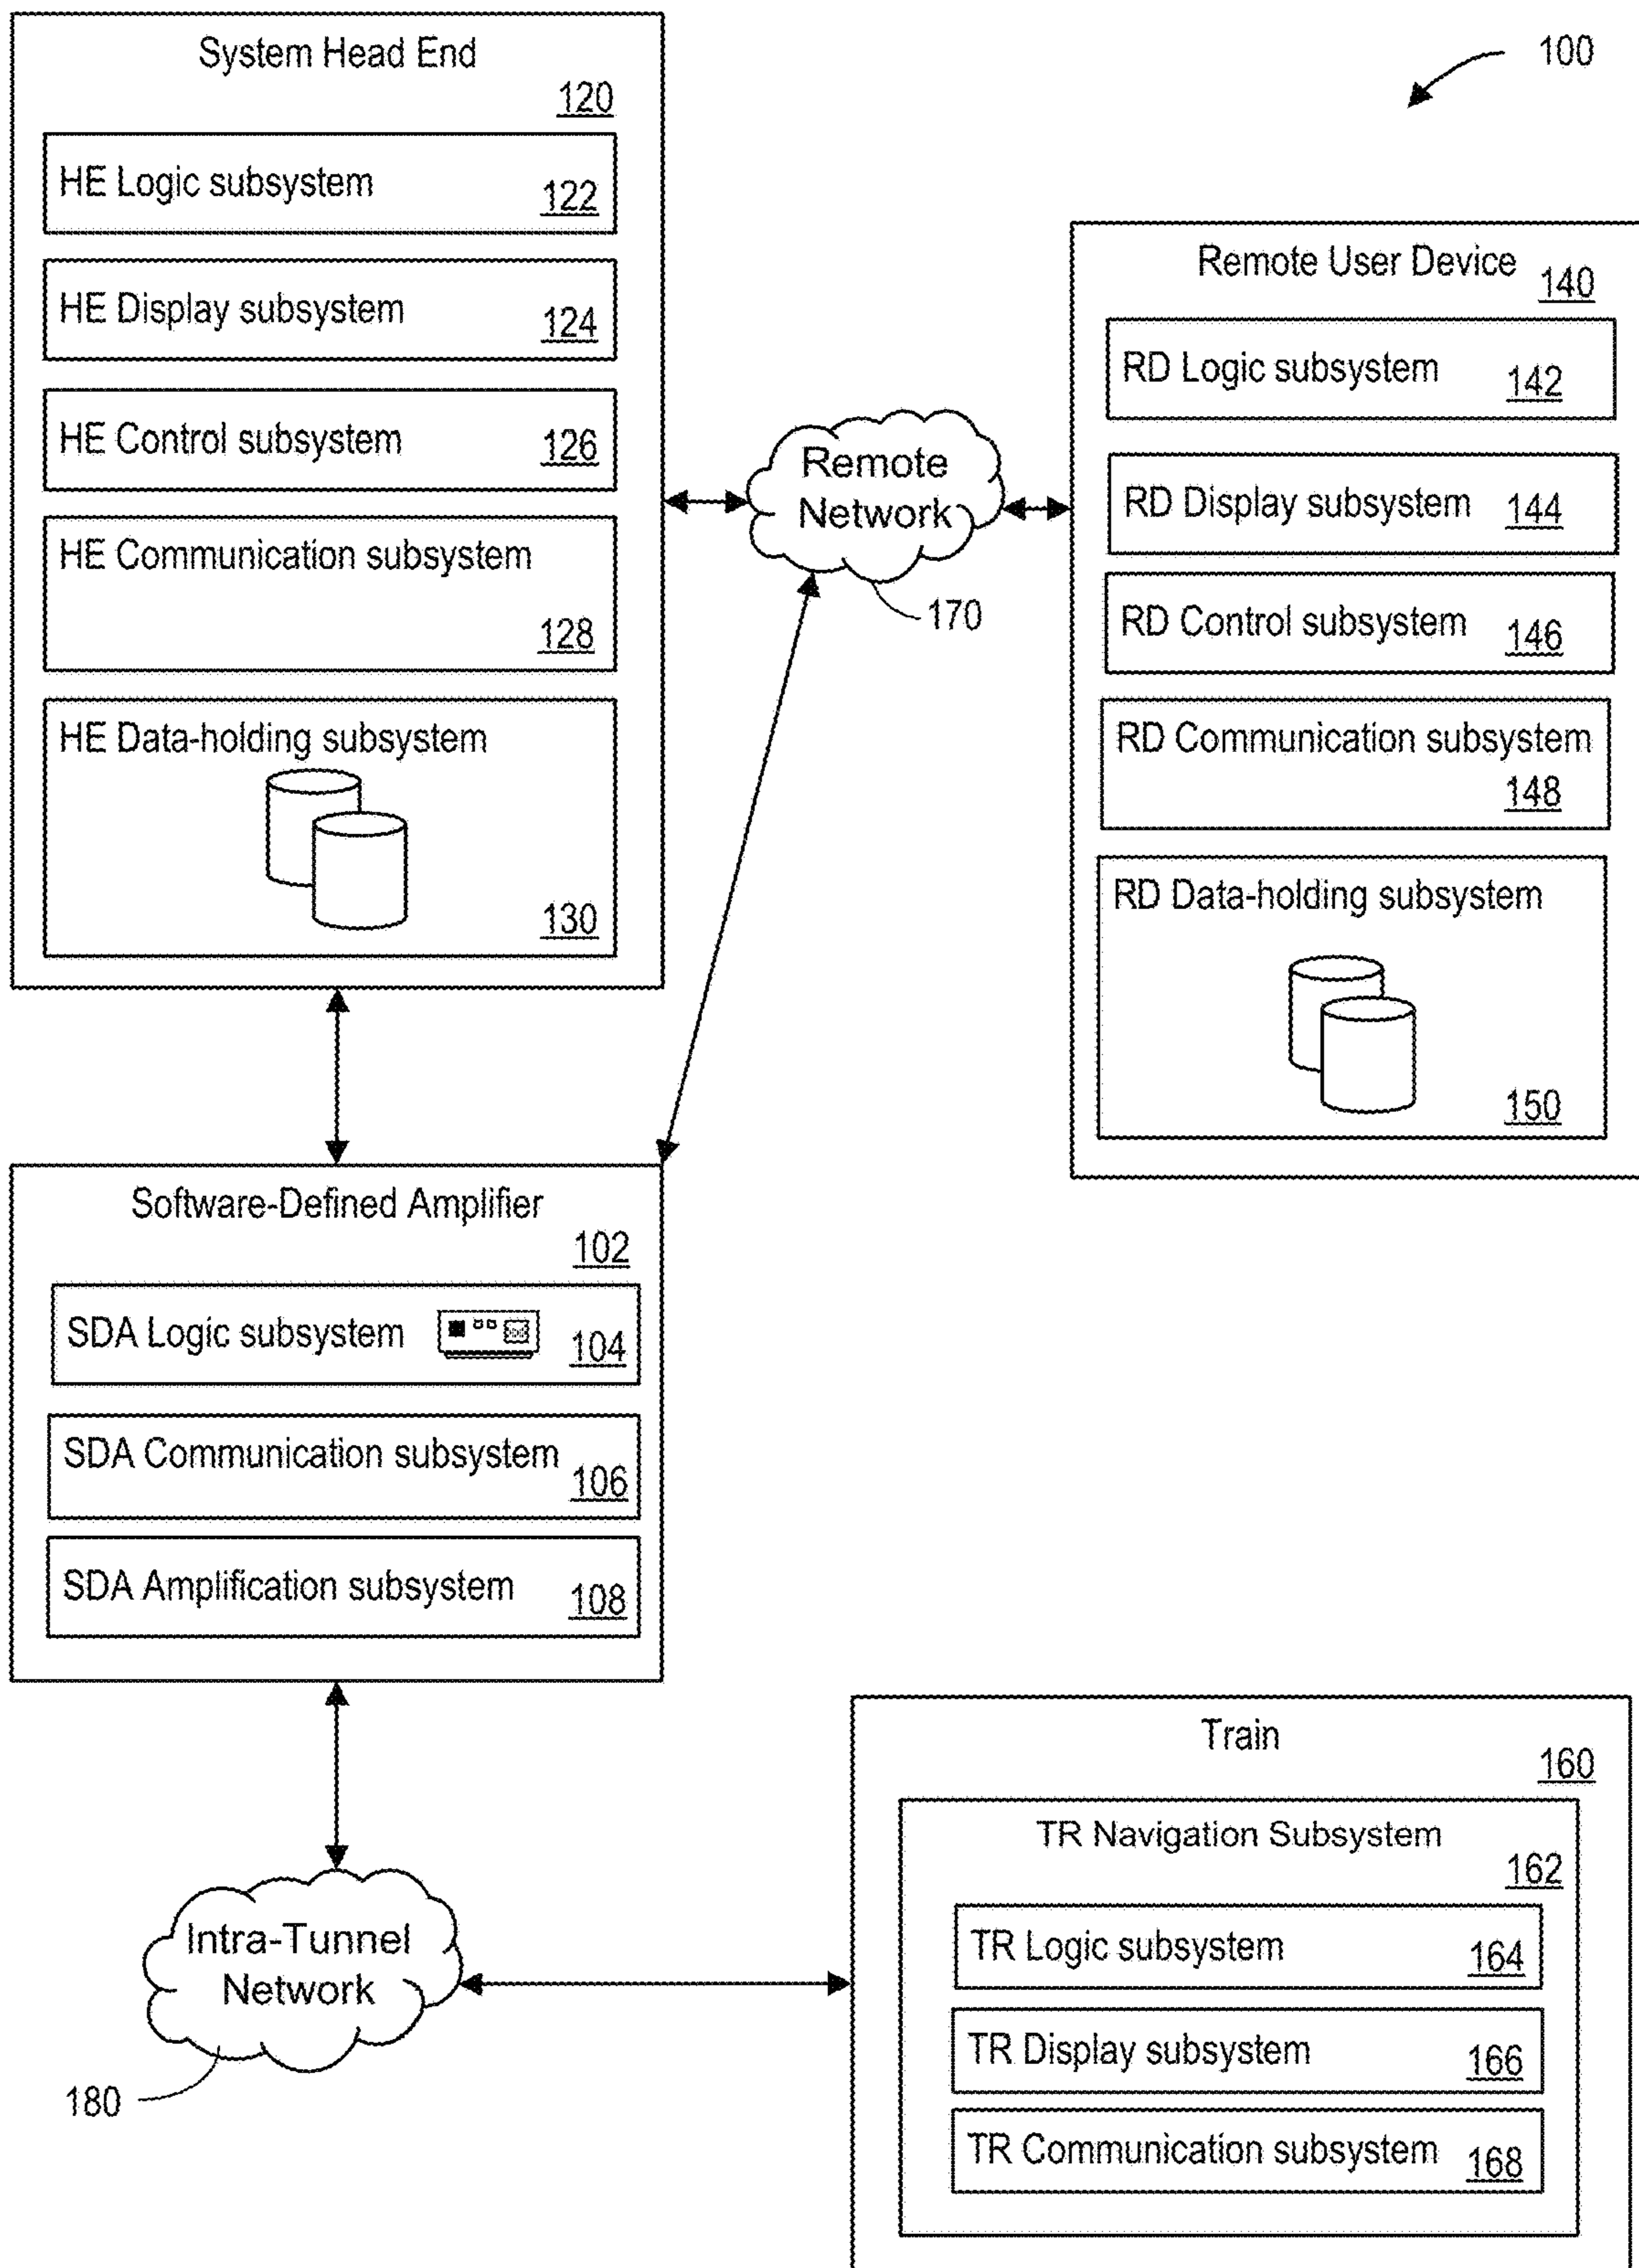 System Head End
120
HE Logic subsystem
122
HE Display subsystem
124
HE Control subsystem
126
HE Communication subsystem
128
HE Data-holding subsystem
130
100
Remote User Device
140
RD Logic subsystem
142
RD Display subsystem
144
RD Control subsystem
146
RD Communication subsystem
148
RD Data-holding subsystem
150
Remote
Network
170
Software-Defined Amplifier
102
SDA Logic subsystem
104
SDA Communication subsystem
106
SDA Amplification subsystem
108
Intra-Tunnel
Network
180
Train
160
TR Navigation Subsystem
162
TR Logic subsystem
164
TR Display subsystem
166
TR Communication subsystem
168